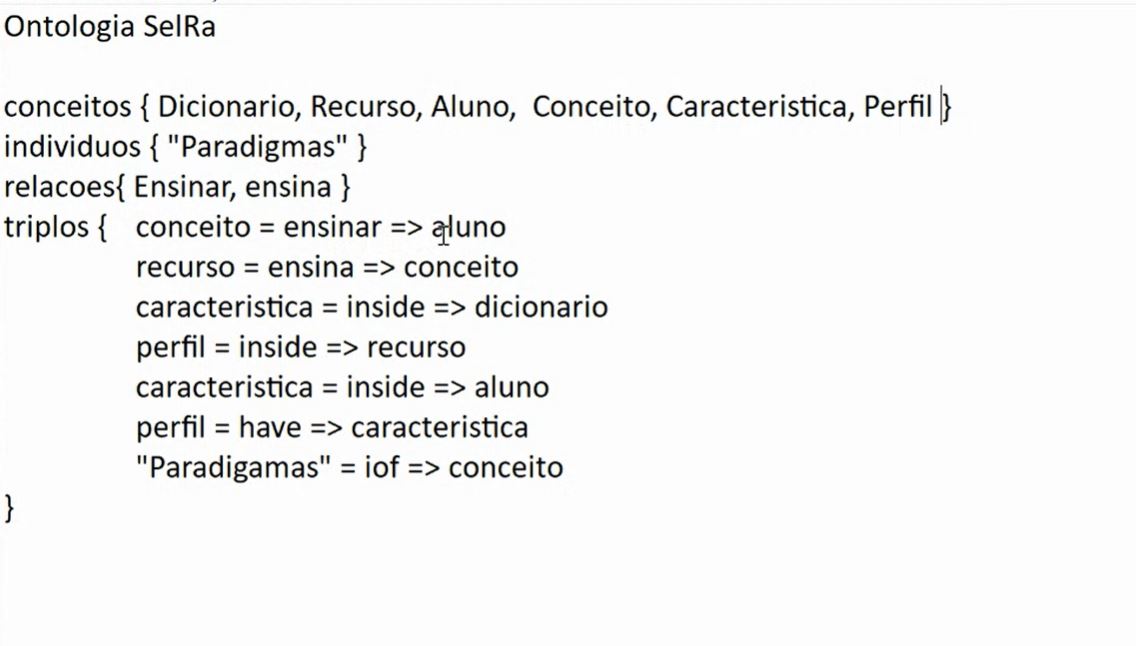 Ontologia SelRa
conceitos { Dicionario, Recurso, Aluno,  Conceito, Caracteristica, Perfil }
individuos { "Paradigmas" }
relacoes{ Ensinar, ensina }
triplos {   conceito = ensinar => aluno
recurso = ensina => conceito
caracteristica = inside => dicionario
perfil = inside => recurso
caracteristica = inside => aluno
perfil = have => caracteristica
"Paradigamas" = iof => conceito
}